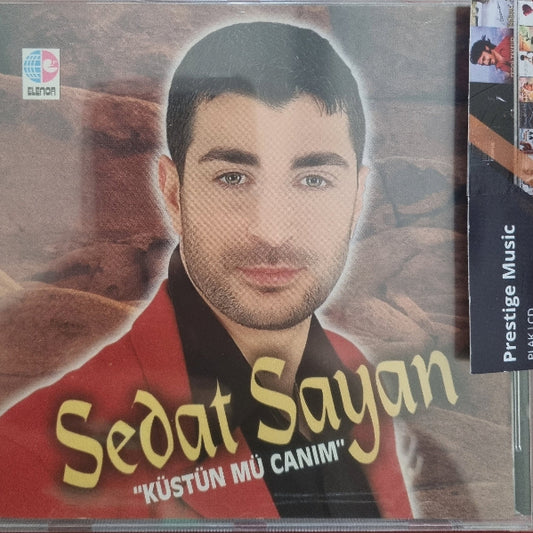 ELENOR
Sedat Sayan
"KÜSTÜN MÜ CANIM"
Prestige Music
PLAK | CD